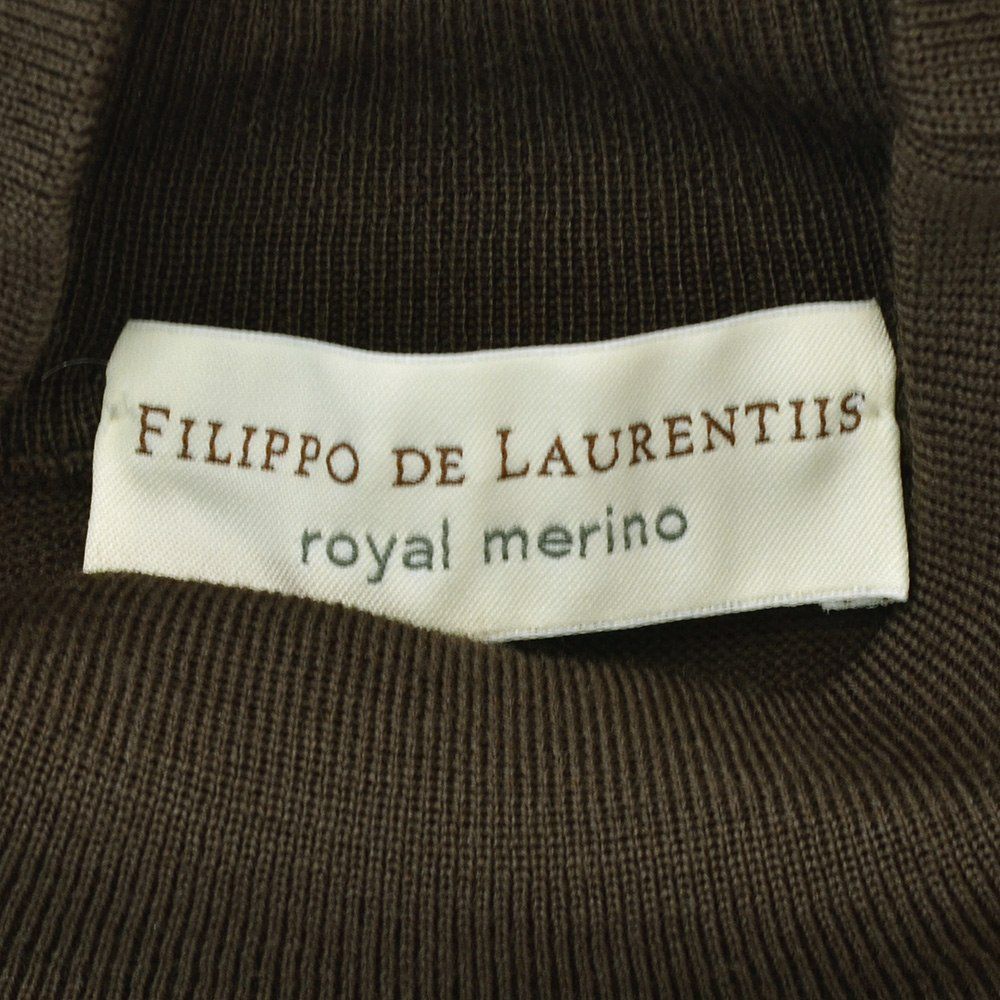 FILIPPO DE LAURENTIIS
royal merino